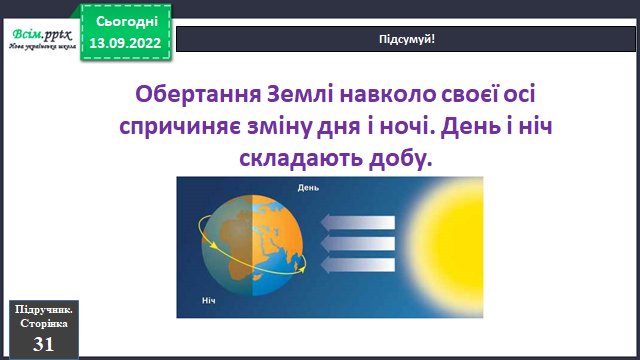 Всім.pptx
Нова українська школа
Сьогодні
13.09.2022
Підсумуй!
Обертання Землі навколо своєї осі
спричиняє зміну дня і ночі. День і ніч
складають добу.
День
Ніч
Підручник.
Сторінка
31